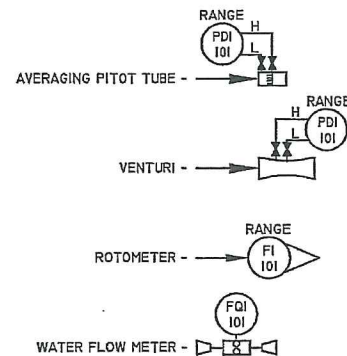 RANGE
H
PDI
101
L
AVERAGING PITOT TUBE -
RANGE
H
PDI
101
L
VENTURI -
RANGE
FI
101
ROTOMETER -
FQI
101
WATER FLOW METER -